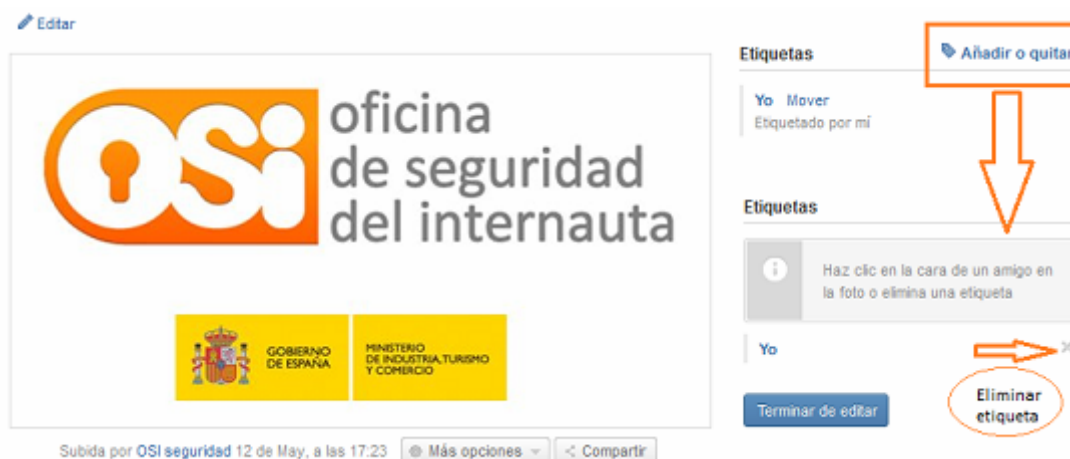 Editar
OSi
oficina
de seguridad
del internauta
GOBIERNO
DE ESPAÑA
MINISTERIO
DE INDUSTRIA, TURISMO
Y COMERCIO
Subida por OSI seguridad 12 de May, a las 17:23
Más opciones
Compartir
Etiquetas
Añadir o quitar
Yo Mover
Etiquetado por mí
Etiquetas
Haz clic en la cara de un amigo en
la foto o elimina una etiqueta
Yo
Eliminar
etiqueta
Terminar de editar